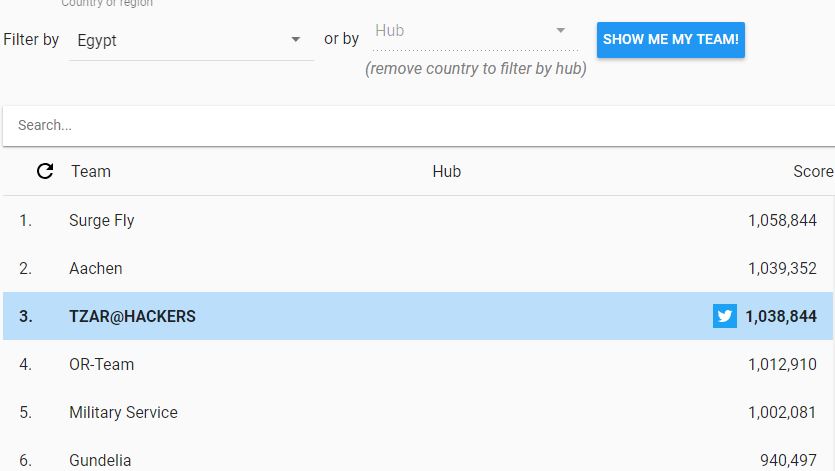 Country or region
Filter by Egypt or by Hub SHOW ME MY TEAM!
(remove country to filter by hub)
Search...
Team Hub Score
1. Surge Fly 1,058,844
2. Aachen 1,039,352
3. TZAR@HACKERS 1,038,844
4. OR-Team 1,012,910
5. Military Service 1,002,081
6. Gundelia 940,497